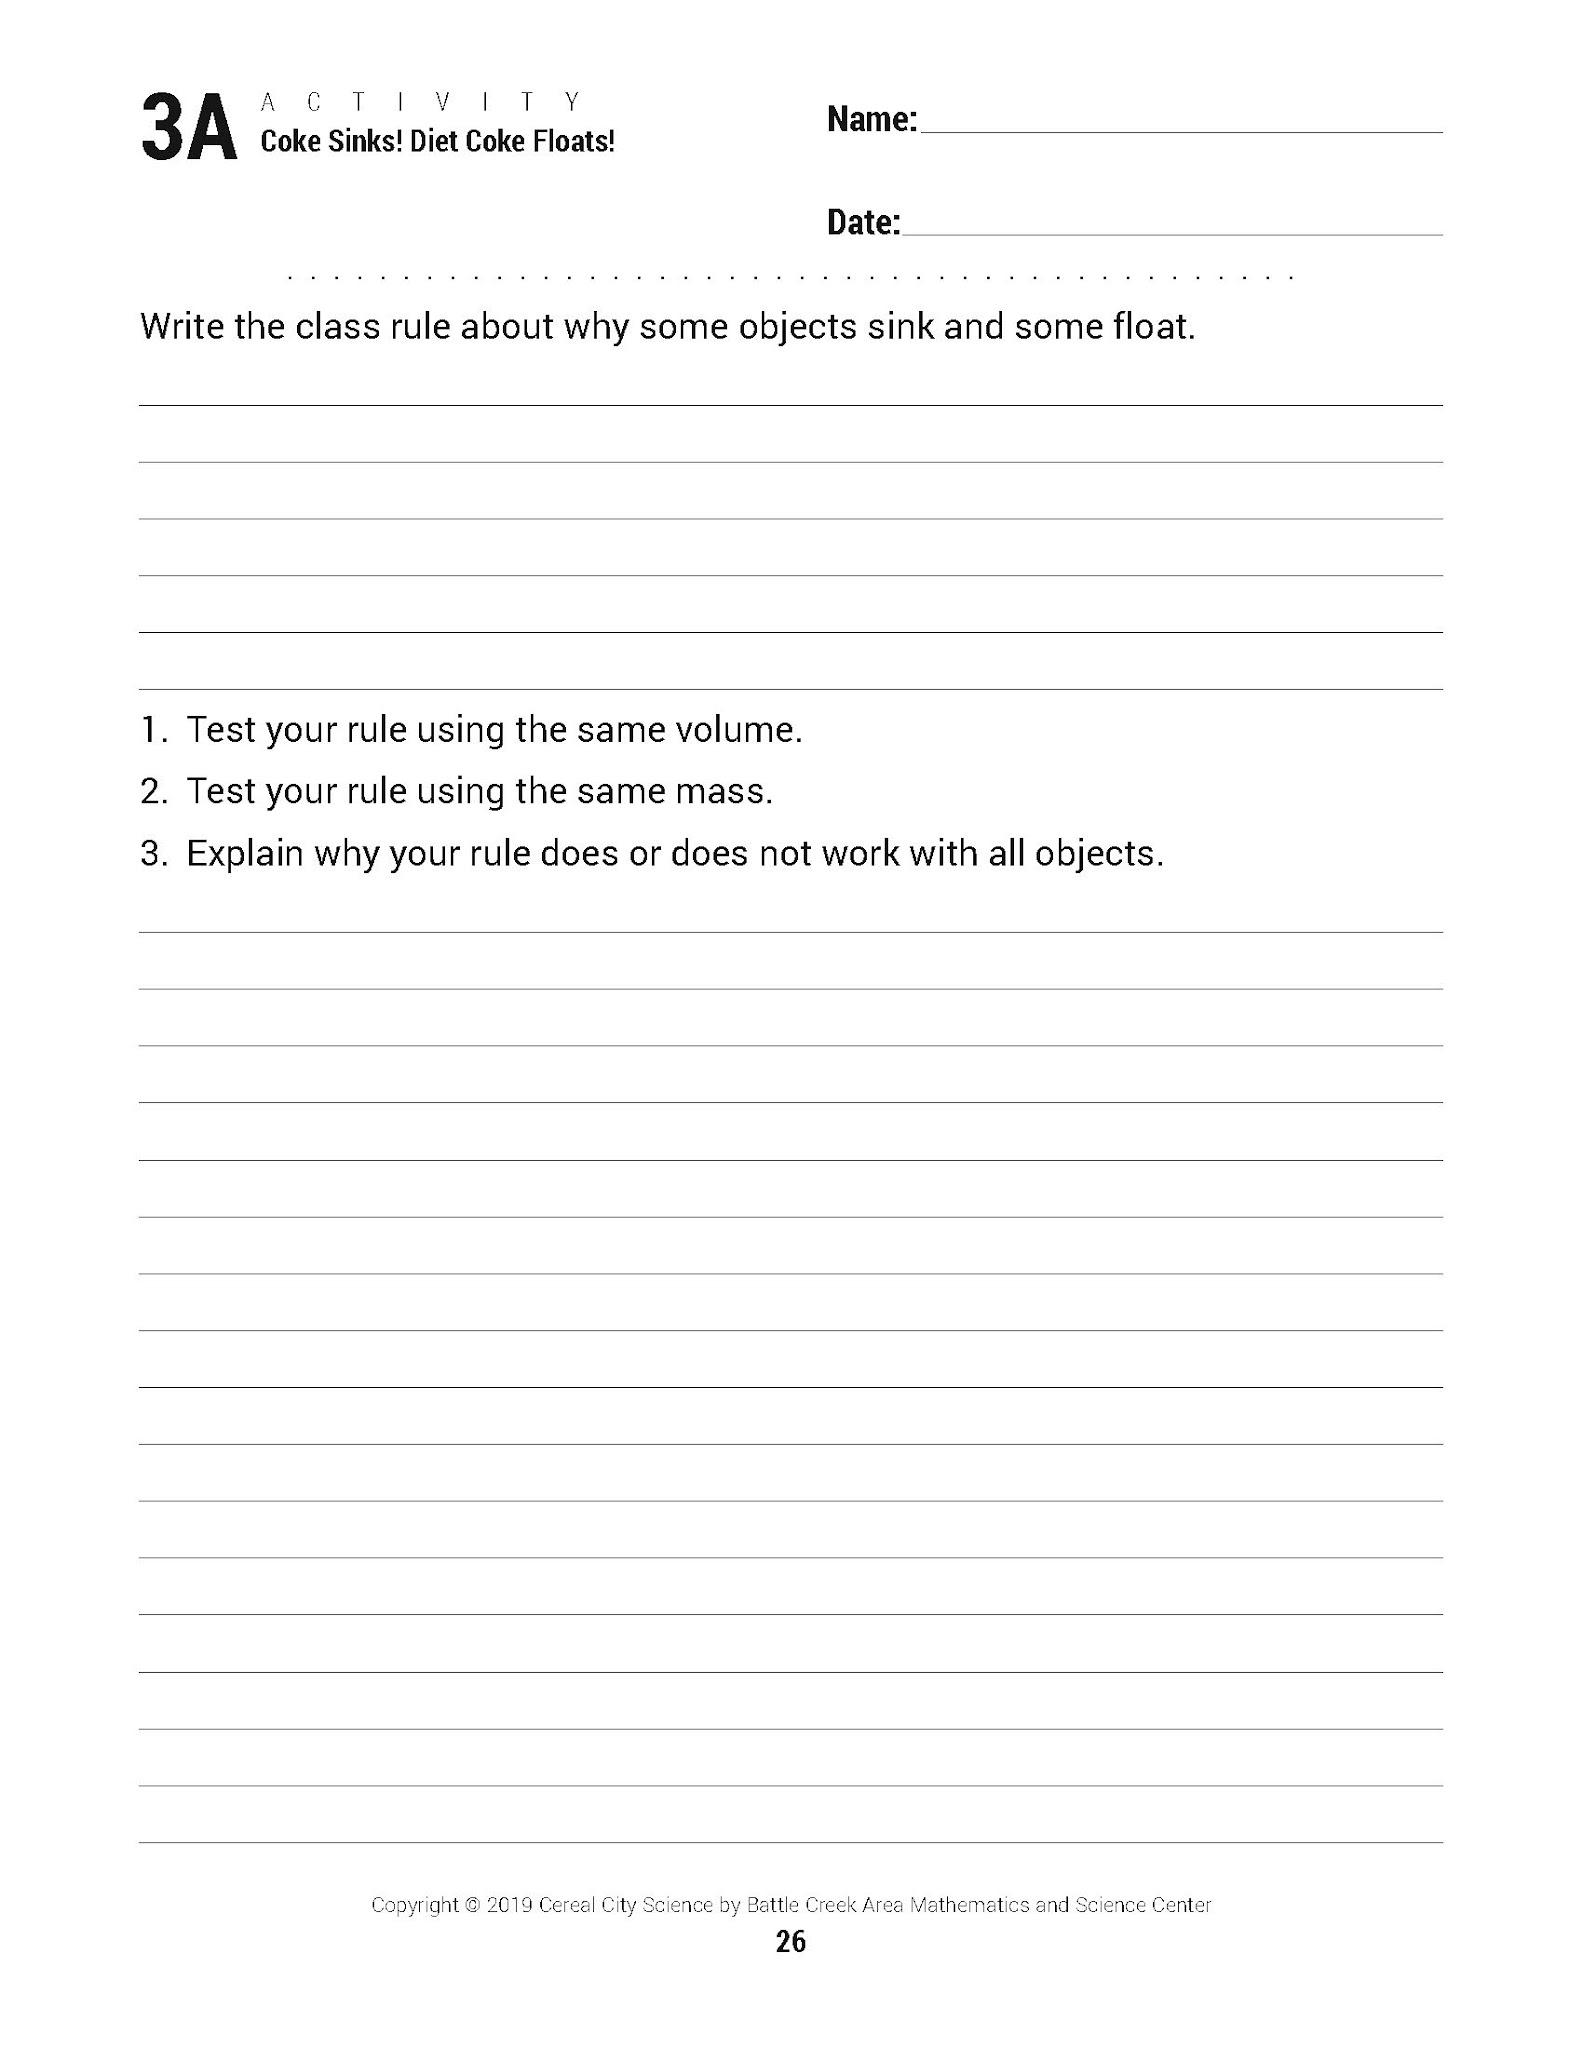 3A
A C T I V I T Y
Coke Sinks! Diet Coke Floats!
Name:
Date:
Write the class rule about why some objects sink and some float.
1. Test your rule using the same volume.
2. Test your rule using the same mass.
3. Explain why your rule does or does not work with all objects.
Copyright © 2019 Cereal City Science by Battle Creek Area Mathematics and Science Center
26